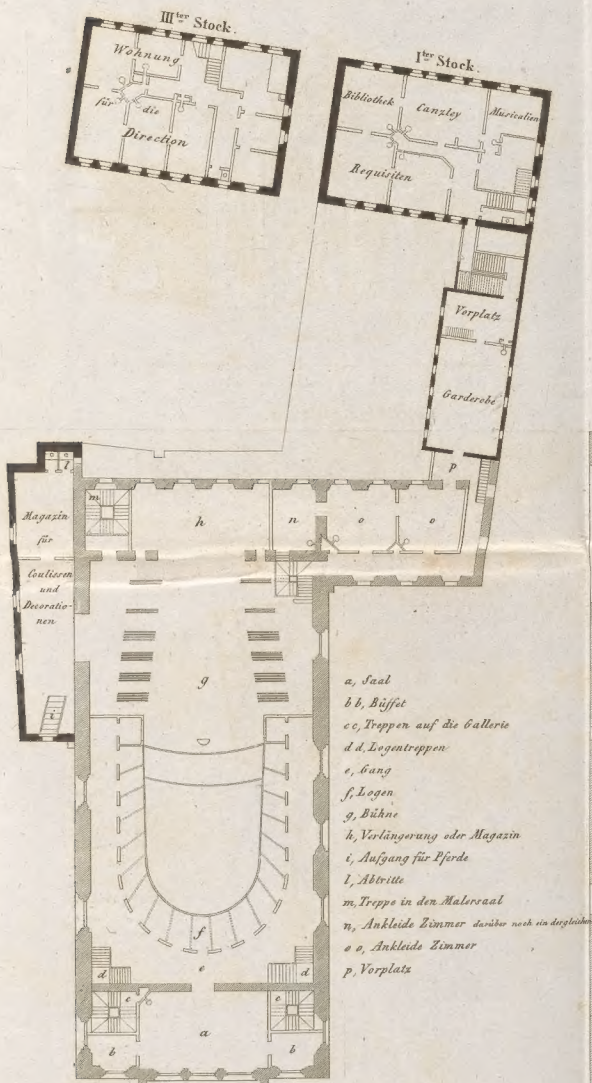 IIIter Stock.
Wohnung
für die
Direction
Iter Stock.
Bibliothek Canzley Musicalien
Requisiten
Vorplatz
Garderobe
p
l
Magazin
für
Coulissen
und
Decoratio-
nen
i
m h n o o
g
f
e
d d
c c
a
b b
a, Saal
b b, Büffet
c c, Treppen auf die Gallerie
d d, Logentreppen
e, Gang
f, Logen
g, Bühne
h, Verlängerung oder Magazin
i, Aufgang für Pferde
l, Abtritte
m, Treppe in den Malersaal
n, Ankleide Zimmer darüber noch ein dergleichen
o o, Ankleide Zimmer
p, Vorplatz